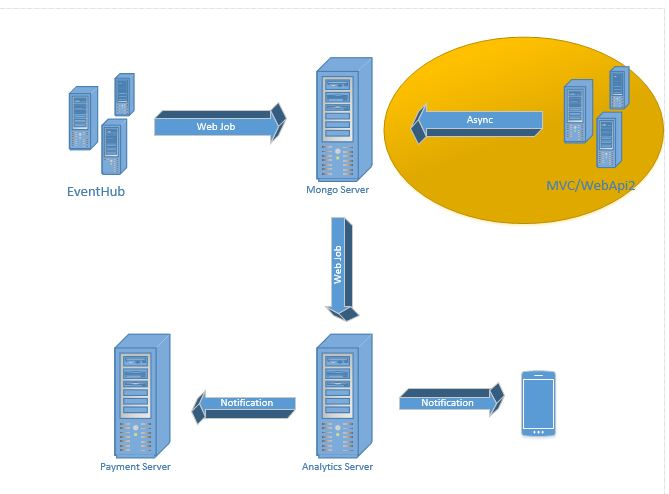 Web Job
Async
EventHub
Mongo Server
MVC/WebApi2
Web Job
Notification
Notification
Payment Server
Analytics Server